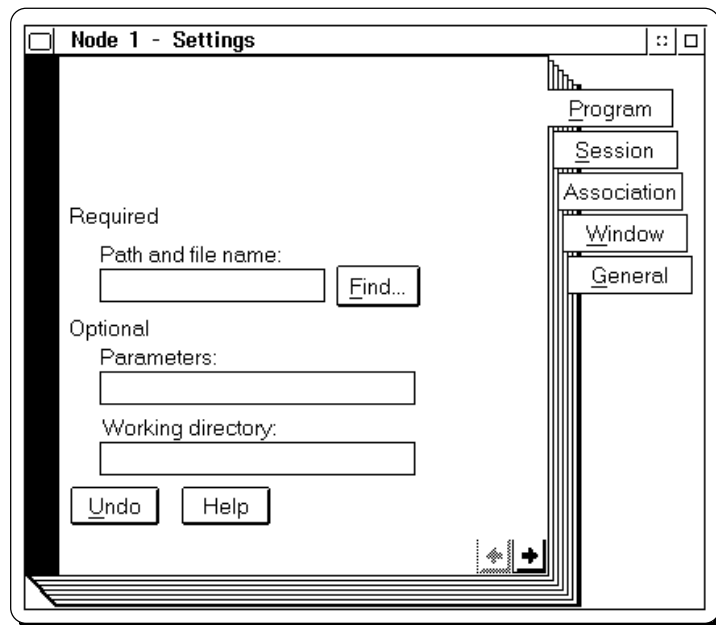 Node 1 - Settings
Program
Session
Association
Window
General
Required
Path and file name:
Find...
Optional
Parameters:
Working directory:
Undo Help